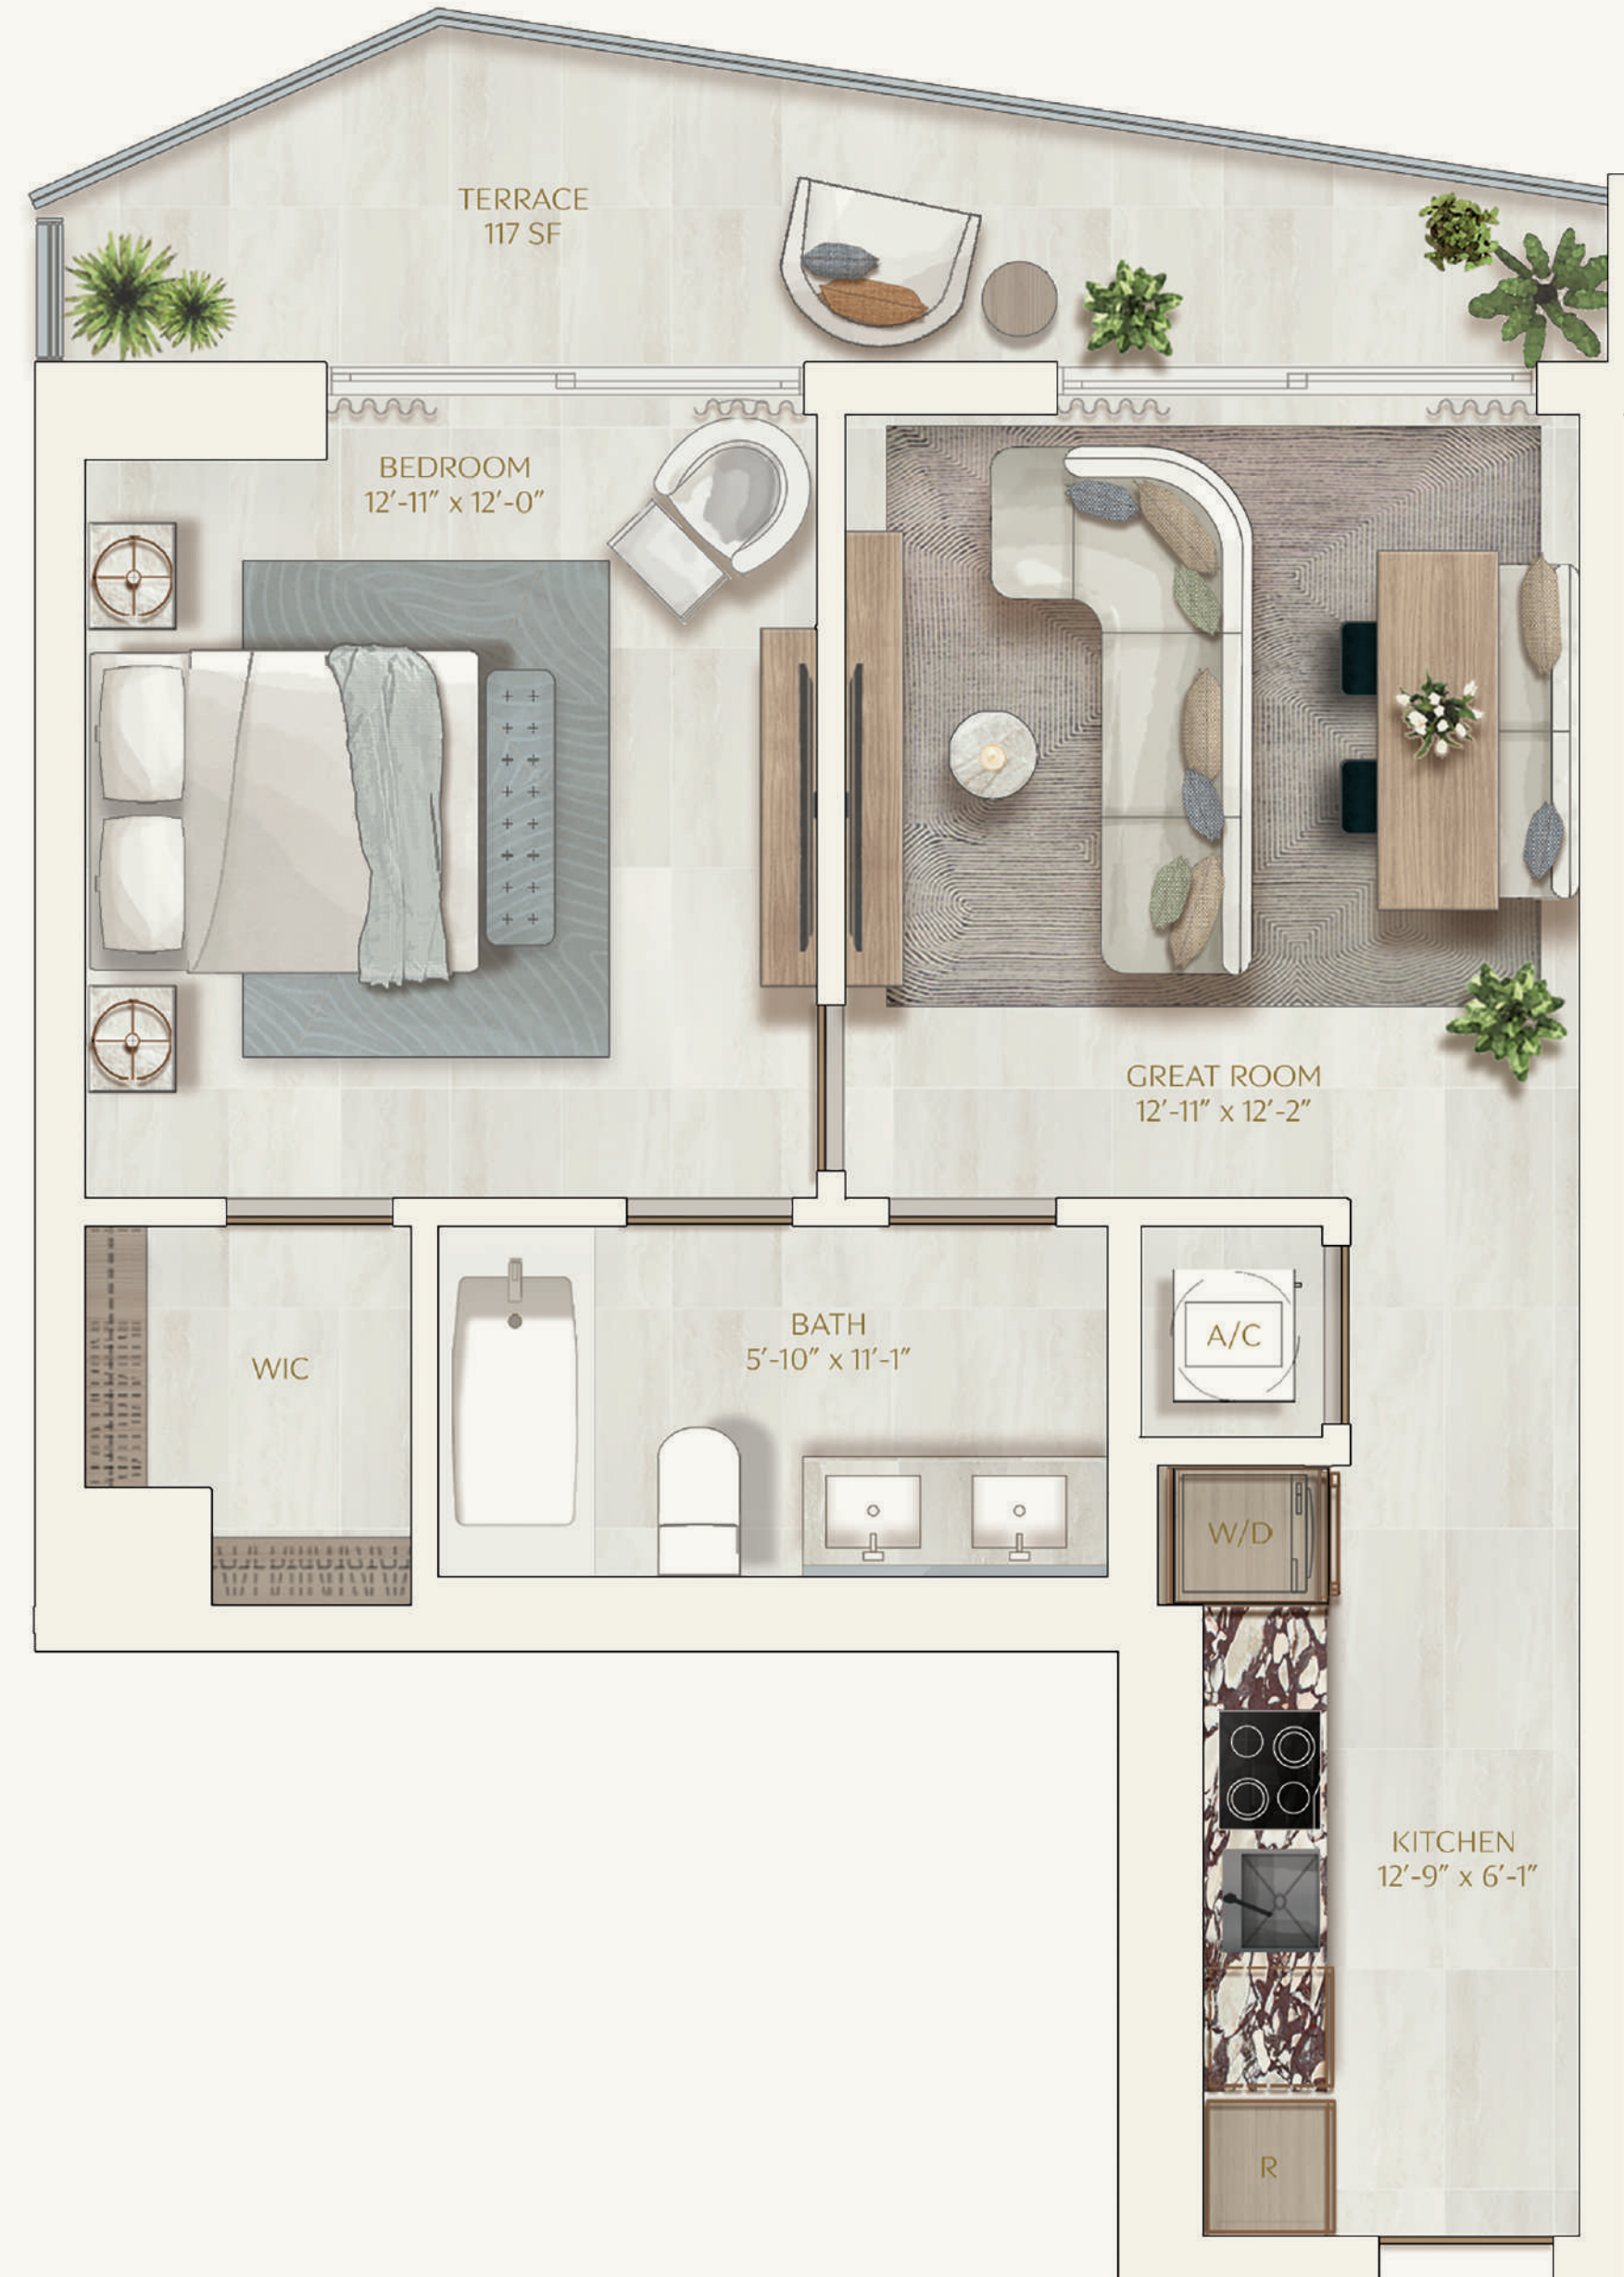 TERRACE
117 SF
BEDROOM
12′-11″ x 12′-0″
GREAT ROOM
12′-11″ x 12′-2″
BATH
5′-10″ x 11′-1″
A/C
WIC
W/D
KITCHEN
12′-9″ x 6′-1″
R